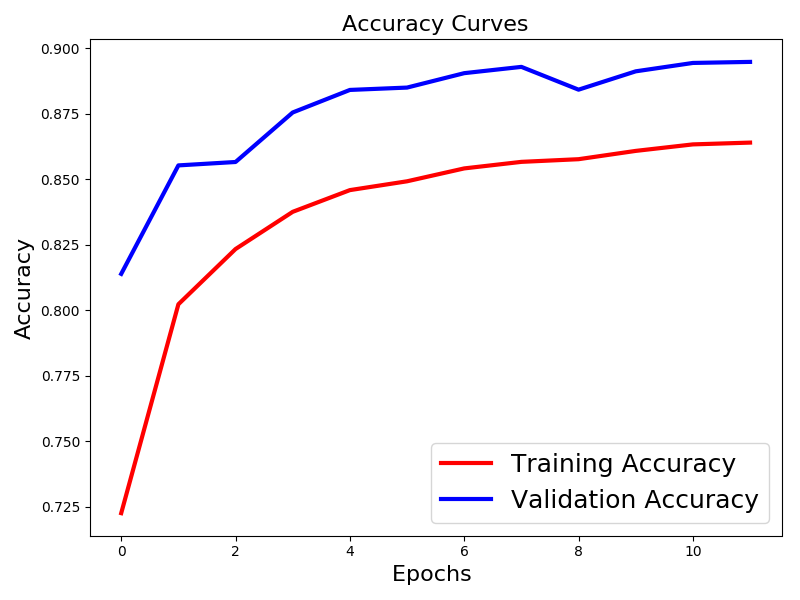 Accuracy Curves
0.900
0.875
0.850
0.825
0.800
0.775
0.750
0.725
Accuracy
0 2 4 6 8 10
Epochs
Training Accuracy
Validation Accuracy